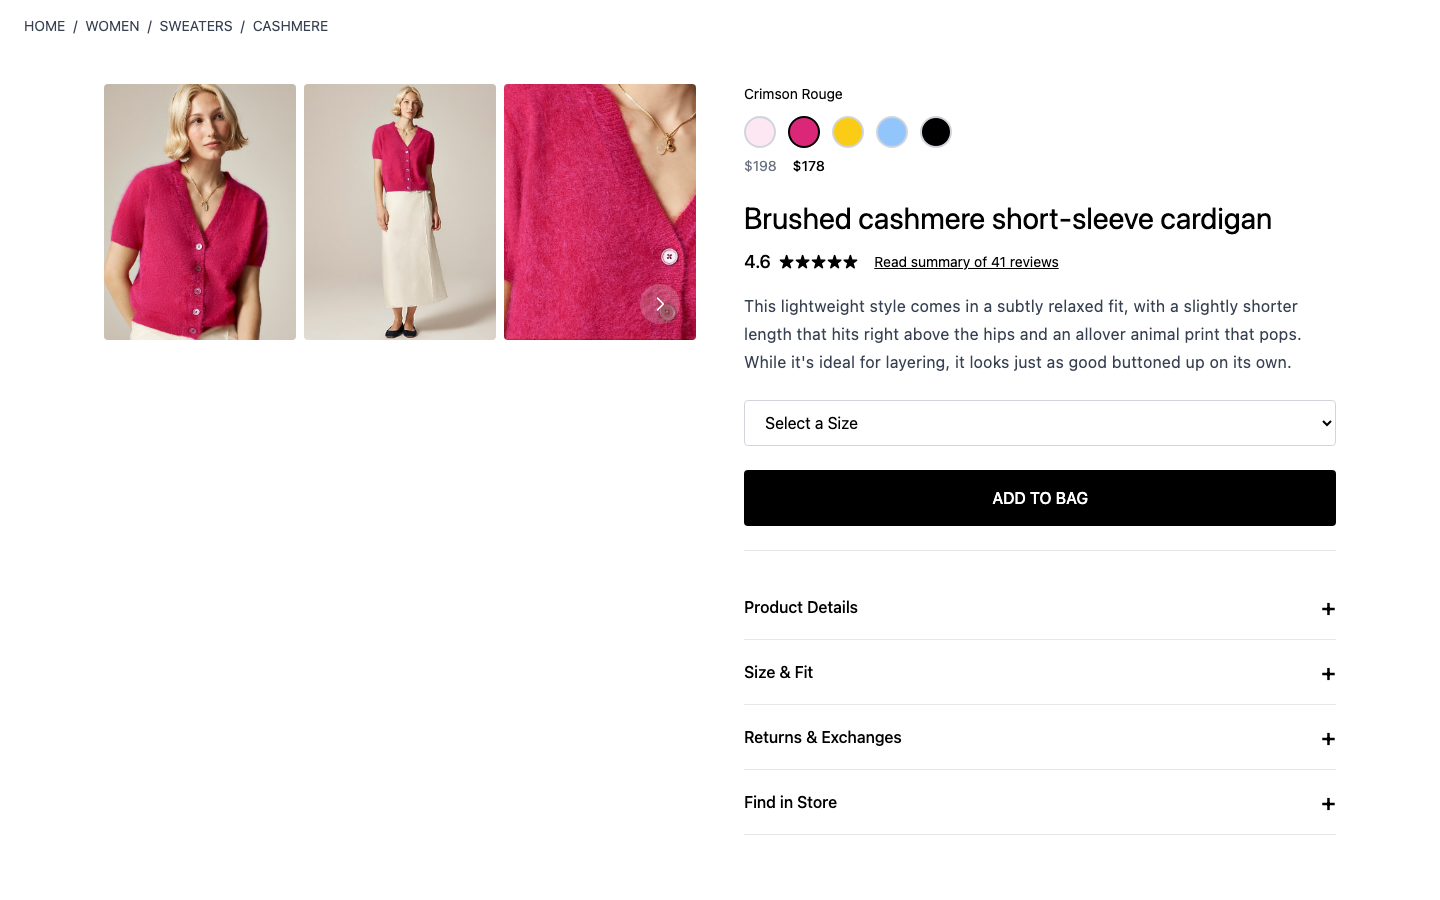 HOME / WOMEN / SWEATERS / CASHMERE
Crimson Rouge
$198 $178
Brushed cashmere short-sleeve cardigan
4.6 ★★★★★ Read summary of 41 reviews
This lightweight style comes in a subtly relaxed fit, with a slightly shorter
length that hits right above the hips and an allover animal print that pops.
While it's ideal for layering, it looks just as good buttoned up on its own.
Select a Size
ADD TO BAG
Product Details +
Size & Fit +
Returns & Exchanges +
Find in Store +